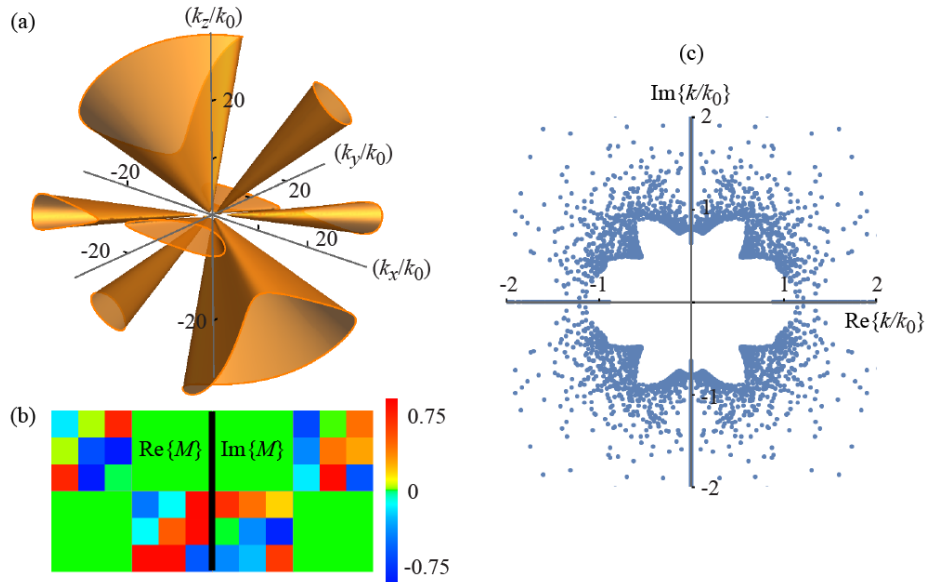 (a)
(kz/k0)
20
(ky/k0)
-20
20
-20
20
(kx/k0)
-20
(b)
Re{M}
Im{M}
0.75
0
-0.75
(c)
Im{k/k0}
2
1
-2
-1
1
2
Re{k/k0}
-1
-2